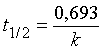 t₁/₂ = 0,693/k